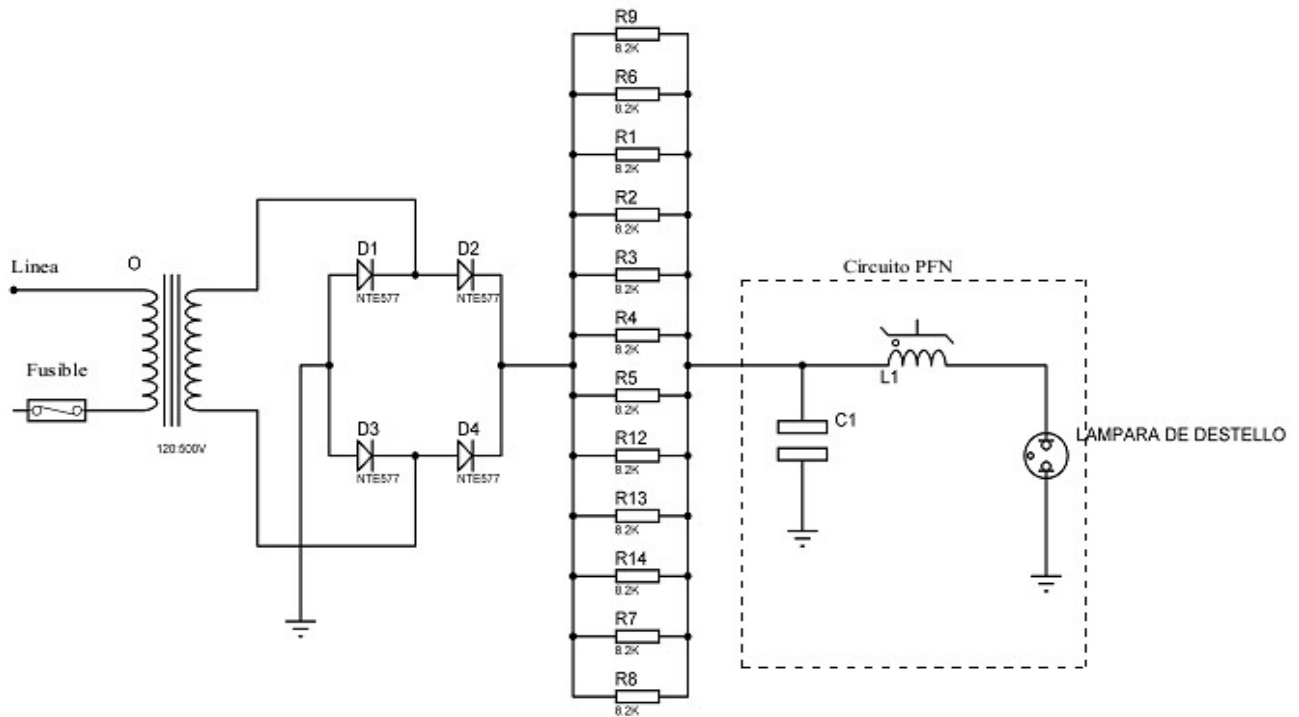 R9
8.2K
R6
8.2K
R1
8.2K
R2
8.2K
R3
8.2K
R4
8.2K
R5
8.2K
R12
8.2K
R13
8.2K
R14
8.2K
R7
8.2K
R8
8.2K
Linea
O
Fusible
120:500V
D1
NTE577
D2
NTE577
D3
NTE577
D4
NTE577
Circuito PFN
L1
C1
LAMPARA DE DESTELLO